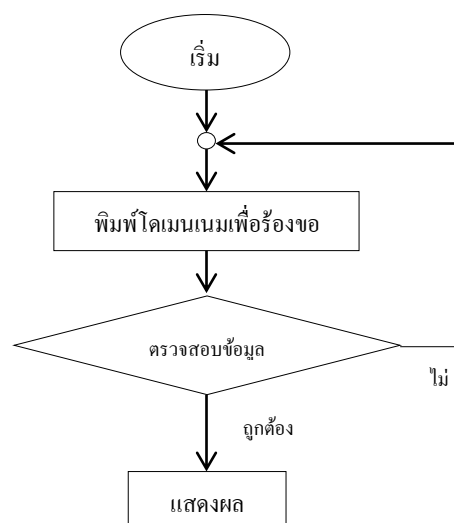 เริ่ม
พิมพ์โดเมนเนมเพื่อร้องขอ
ตรวจสอบข้อมูล
ไม่
ถูกต้อง
แสดงผล